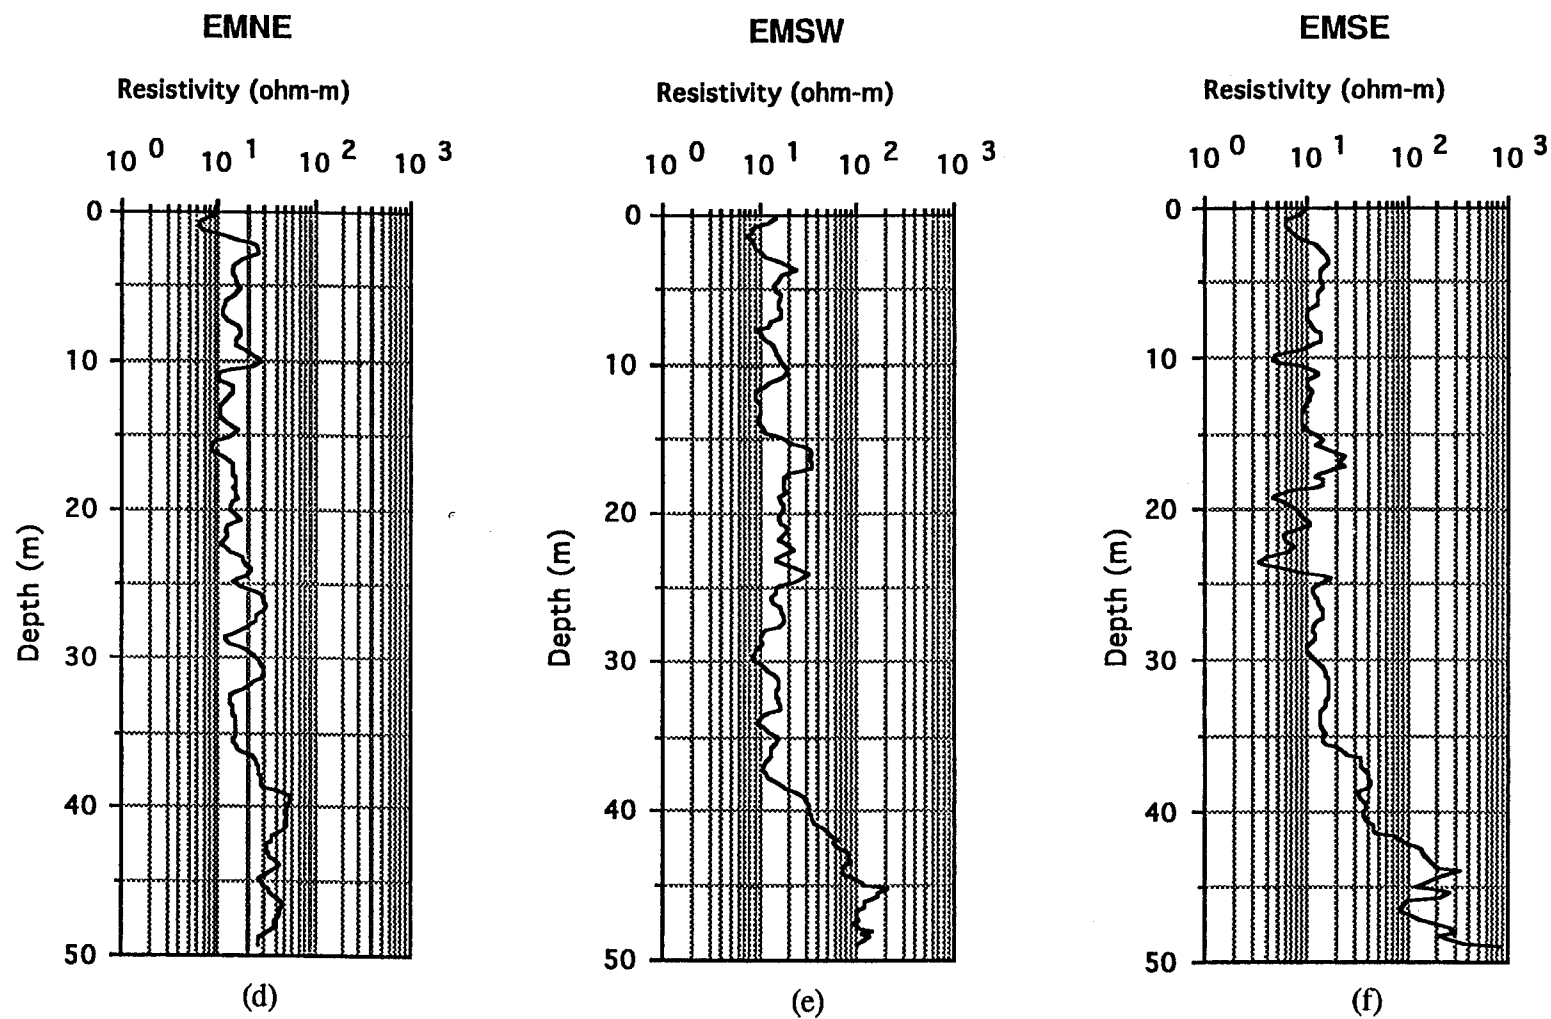 EMNE EMSW EMSE
Resistivity (ohm-m) Resistivity (ohm-m) Resistivity (ohm-m)
10 0 10 1 10 2 10 3 10 0 10 1 10 2 10 3 10 0 10 1 10 2 10 3
0 0 0
10 10 10
20 20 20
Depth (m) Depth (m) Depth (m)
30 30 30
40 40 40
50 50 50
(d) (e) (f)